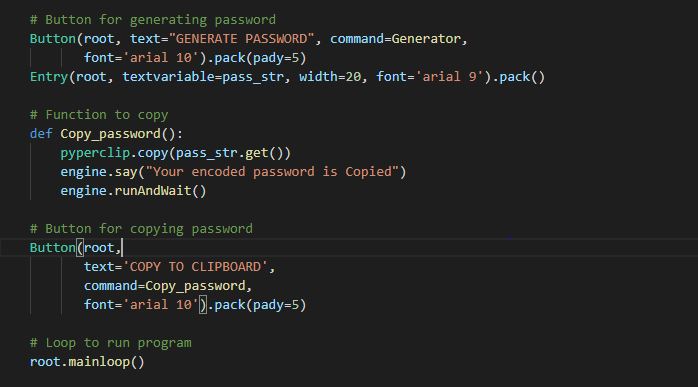 # Button for generating password
Button(root, text="GENERATE PASSWORD", command=Generator,
       font='arial 10').pack(pady=5)
Entry(root, textvariable=pass_str, width=20, font='arial 9').pack()

# Function to copy
def Copy_password():
    pyperclip.copy(pass_str.get())
    engine.say("Your encoded password is Copied")
    engine.runAndWait()

# Button for copying password
Button(root,
       text='COPY TO CLIPBOARD',
       command=Copy_password,
       font='arial 10').pack(pady=5)

# Loop to run program
root.mainloop()